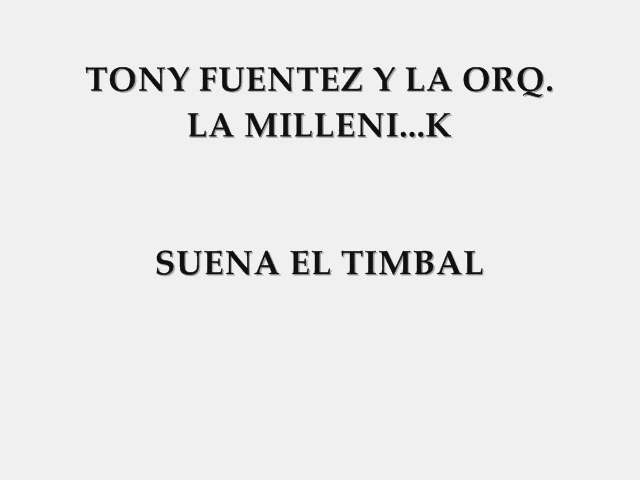 TONY FUENTEZ Y LA ORQ.
LA MILLENI...K
SUENA EL TIMBAL